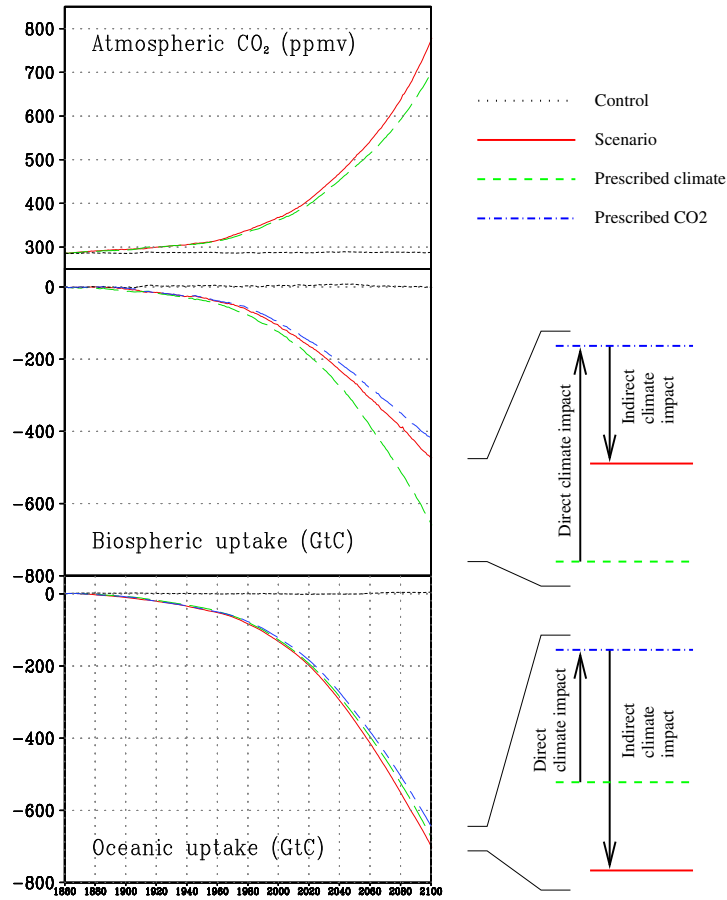 800
Atmospheric CO₂ (ppmv)
700
600
500
400
300
Control
Scenario
Prescribed climate
Prescribed CO2
0
-200
-400
-600
-800
Biospheric uptake (GtC)
Direct climate impact
Indirect
climate
impact
0
-200
-400
-600
-800
Oceanic uptake (GtC)
1860 1880 1900 1920 1940 1960 1980 2000 2020 2040 2060 2080 2100
Direct
climate impact
Indirect
climate
impact